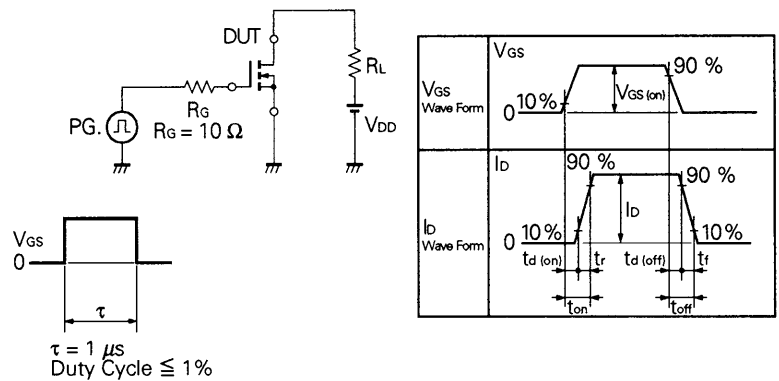 DUT
RL
RG
RG = 10 Ω
PG.
VDD
VGS
0
τ
τ = 1 μs
Duty Cycle ≦ 1%
VGS
Wave Form
VGS
10 %
90 %
VGS (on)
0
ID
Wave Form
ID
90 %
90 %
ID
10 %
10 %
0
td (on)
tr
td (off)
tf
ton
toff